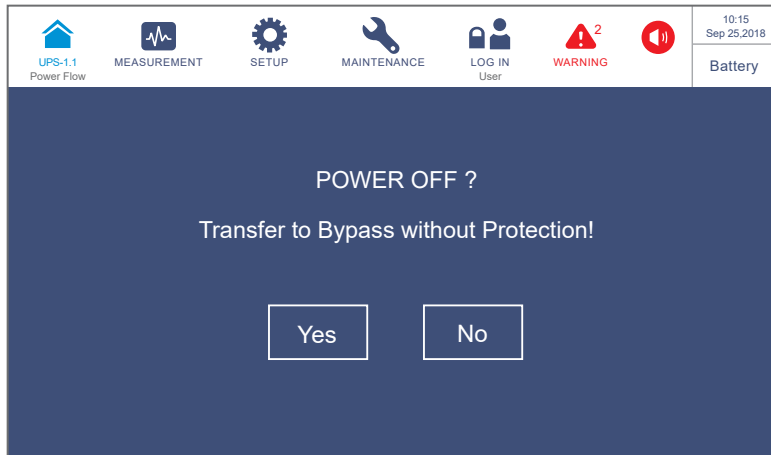 UPS-1.1
Power Flow
MEASUREMENT
SETUP
MAINTENANCE
LOG IN
User
2
WARNING
10:15
Sep 25,2018
Battery
POWER OFF ?
Transfer to Bypass without Protection!
Yes
No